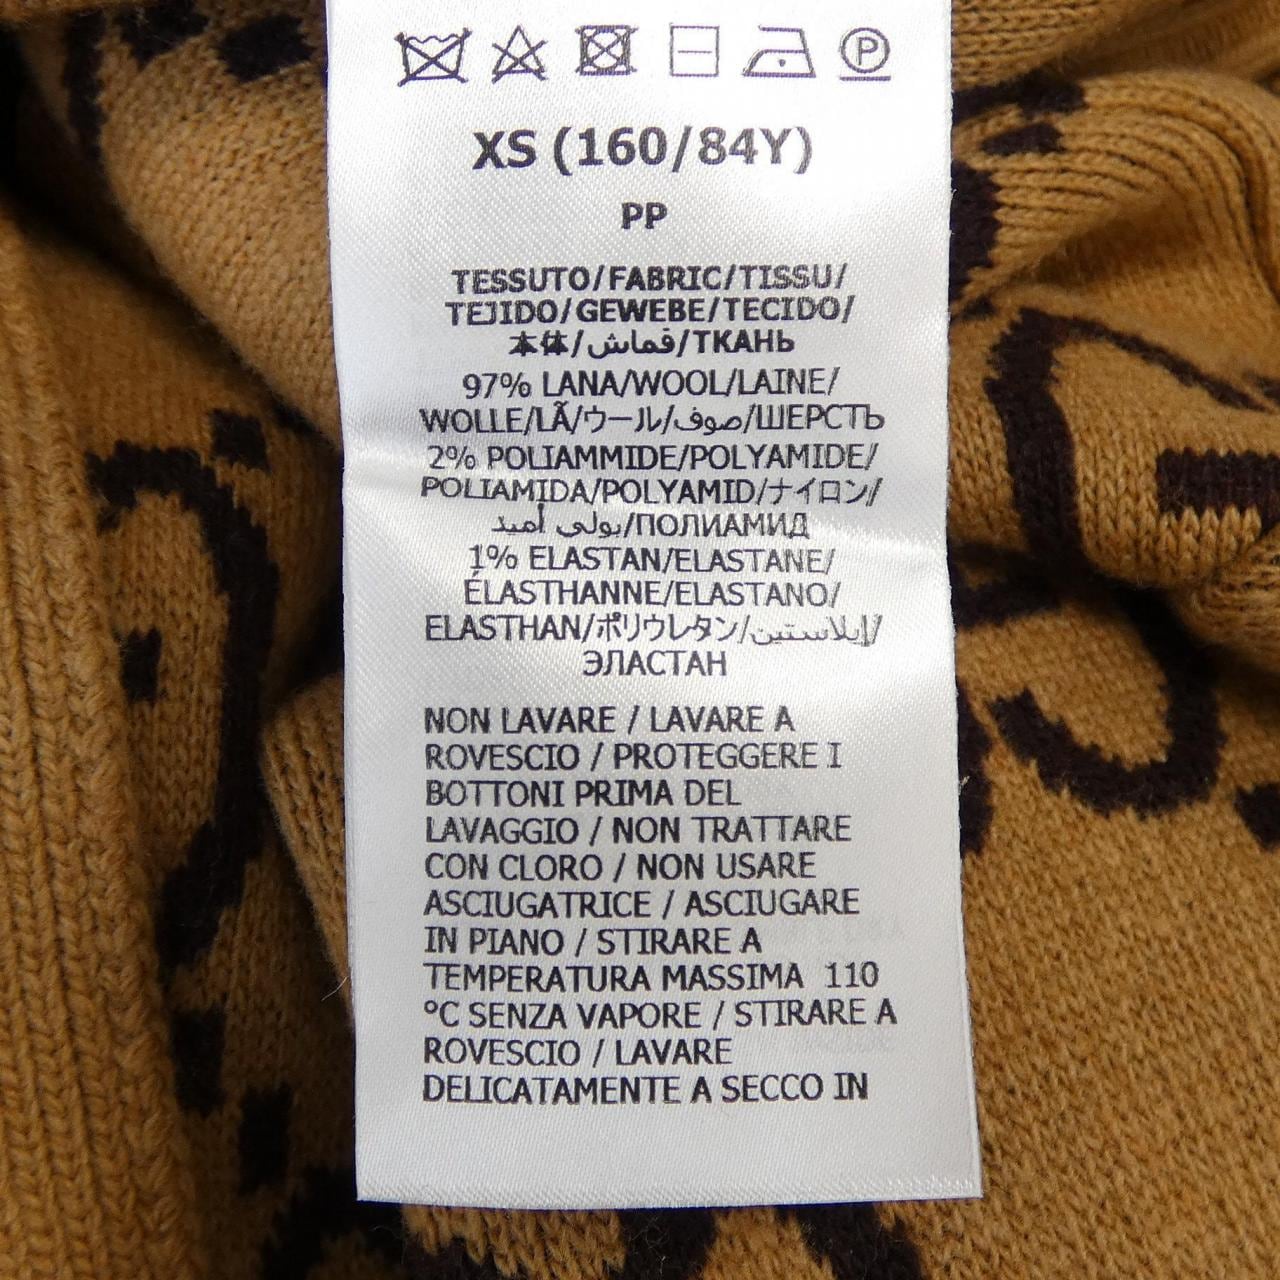 XS (160/84Y)
PP
TESSUTO/FABRIC/TISSU/
TEJIDO/GEWEBE/TECIDO/
本体/قماش/ТКАНЬ
97% LANA/WOOL/LAINE/
WOLLE/LÃ/ウール/صوف/ШЕРСТЬ
2% POLIAMMIDE/POLYAMIDE/
POLIAMIDA/POLYAMID/ナイロン/
بولي أميد/ПОЛИАМИД
1% ELASTAN/ELASTANE/
ÉLASTHANNE/ELASTANO/
ELASTHAN/ポリウレタン/إيلاستين/
ЭЛАСТАН
NON LAVARE / LAVARE A
ROVESCIO / PROTEGGERE I
BOTTONI PRIMA DEL
LAVAGGIO / NON TRATTARE
CON CLORO / NON USARE
ASCIUGATRICE / ASCIUGARE
IN PIANO / STIRARE A
TEMPERATURA MASSIMA 110
°C SENZA VAPORE / STIRARE A
ROVESCIO / LAVARE
DELICATAMENTE A SECCO IN